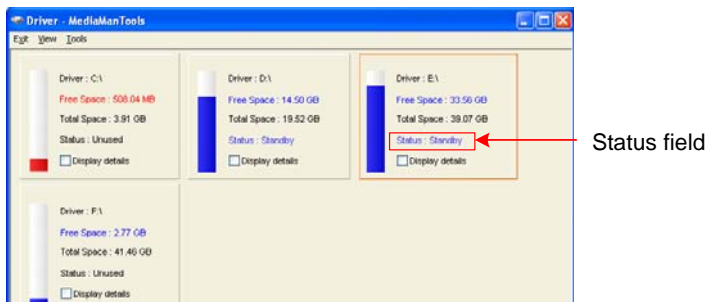 Driver - MediaManTools
Exit View Tools
Driver : C:\
Free Space : 508.04 MB
Total Space : 3.91 GB
Status : Unused
Display details
Driver : D:\
Free Space : 14.50 GB
Total Space : 19.52 GB
Status : Standby
Display details
Driver : E:\
Free Space : 33.56 GB
Total Space : 39.07 GB
Status : Standby
Display details
Status field
Driver : F:\
Free Space : 2.77 GB
Total Space : 41.46 GB
Status : Unused
Display details